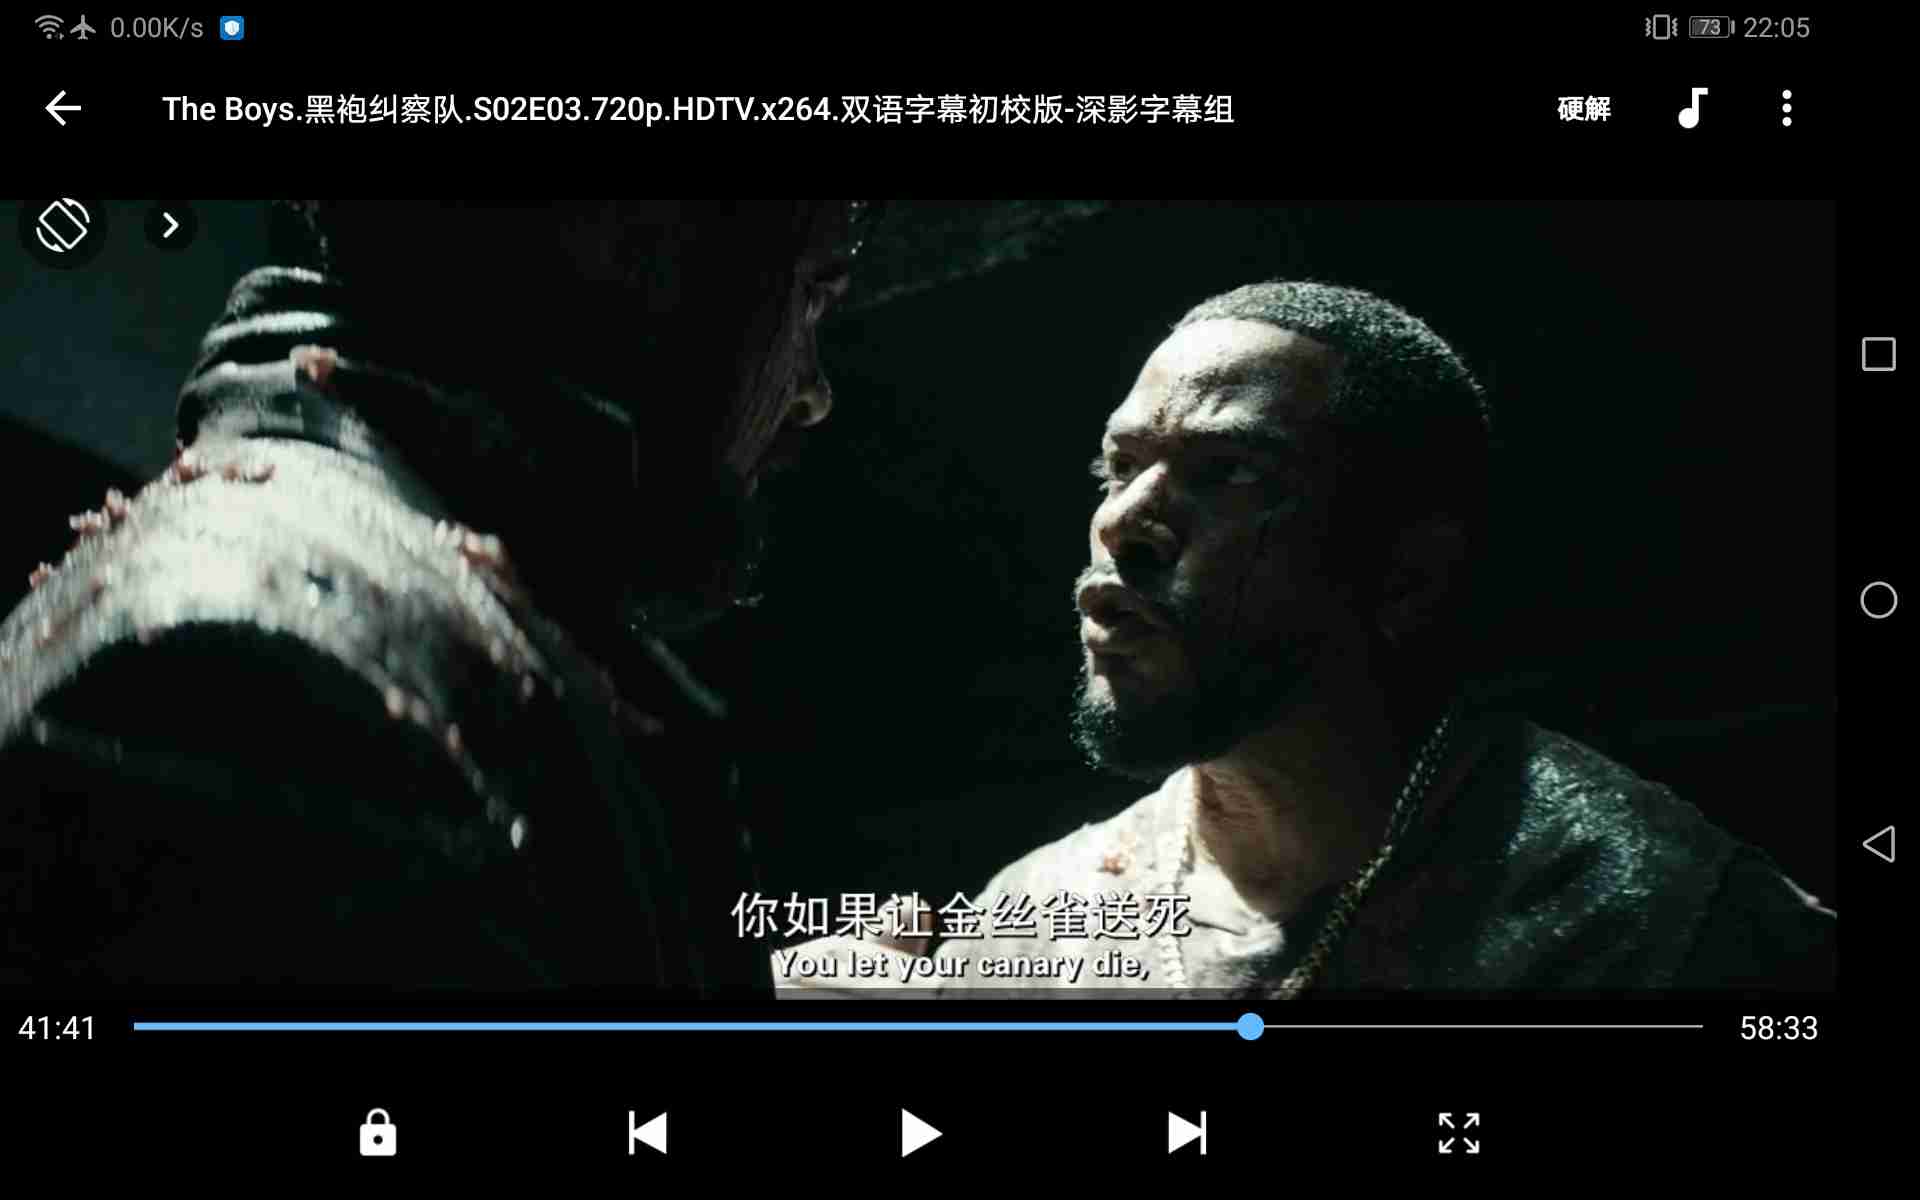 0.00K/s
73 22:05
The Boys.黑袍纠察队.S02E03.720p.HDTV.x264.双语字幕初校版-深影字幕组
硬解
你如果让金丝雀送死
You let your canary die,
41:41
58:33